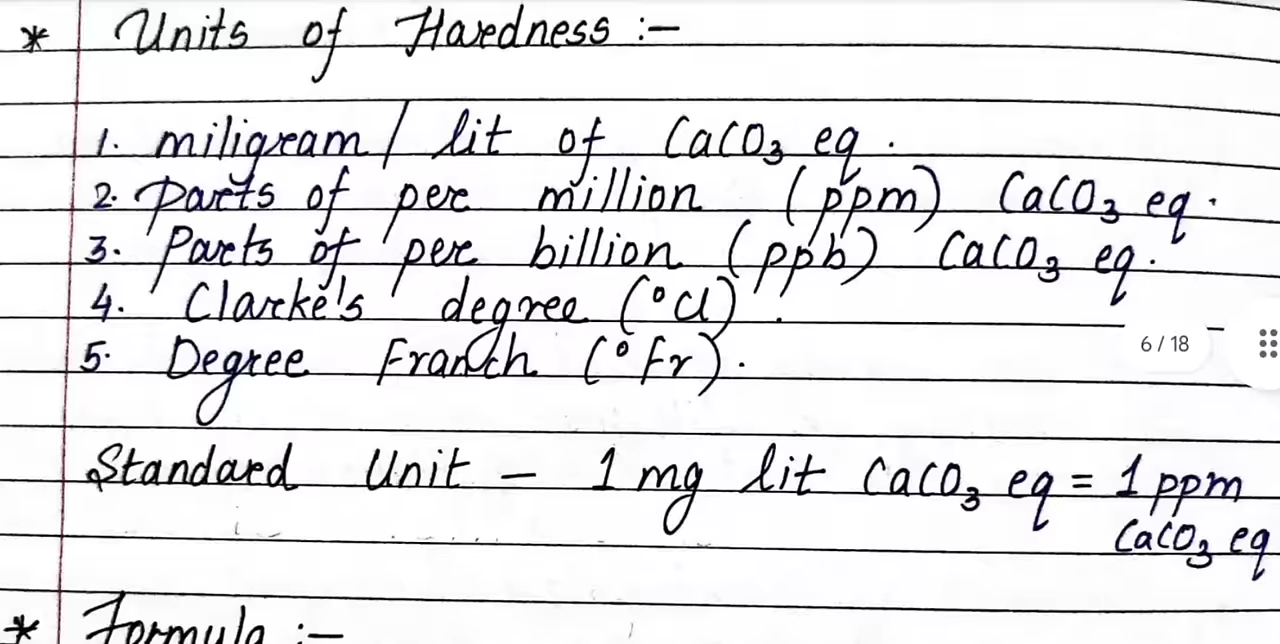 * Units of Hardness :-
1. miligram / lit of CaCO₃ eq.
2. Parts of per million (ppm) CaCO₃ eq.
3. Parts of per billion (ppb) CaCO₃ eq.
4. Clarke's degree (°Cl).
5. Degree Franch (°Fr).
6 / 18
Standard Unit - 1 mg lit CaCO₃ eq = 1 ppm
CaCO₃ eq
* Formula :-